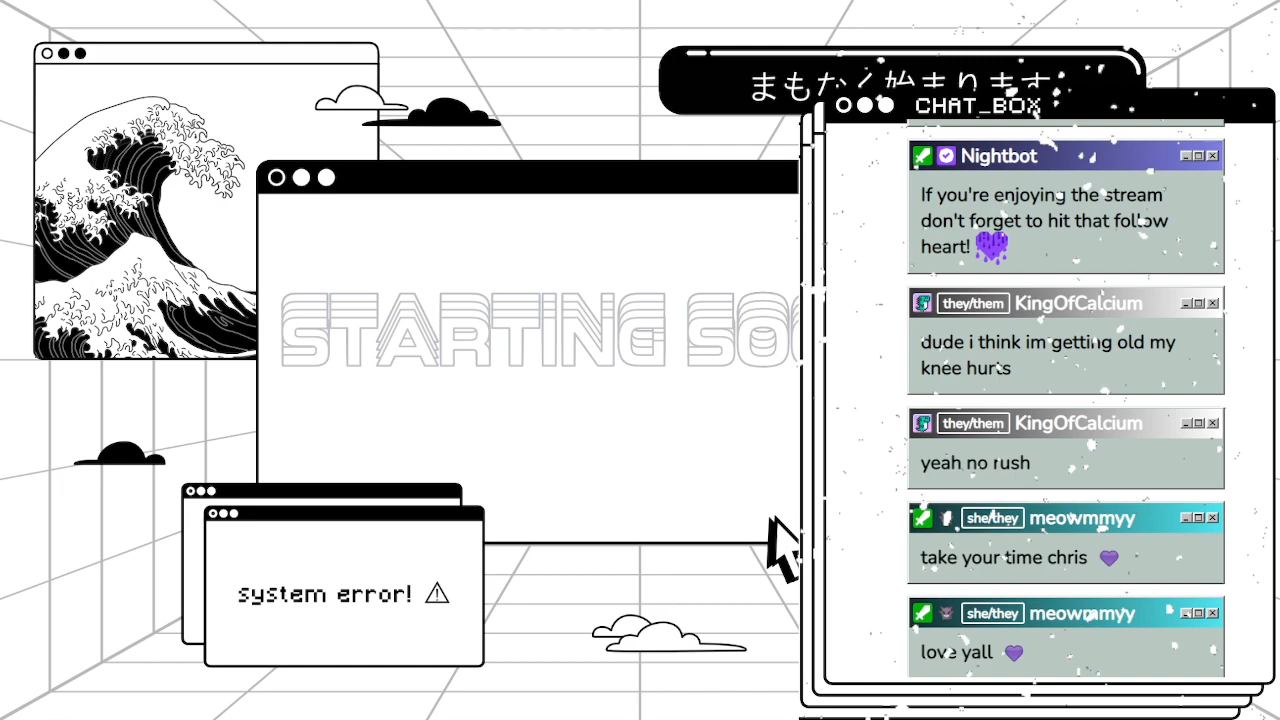 まもなく始まります
CHAT_BOX
Nightbot
If you're enjoying the stream
don't forget to hit that follow
heart!
they/them KingOfCalcium
dude i think im getting old my
knee hurts
they/them KingOfCalcium
yeah no rush
she/they meowmmyy
take your time chris
she/they meowmmyy
love yall
STARTING SOO
system error!